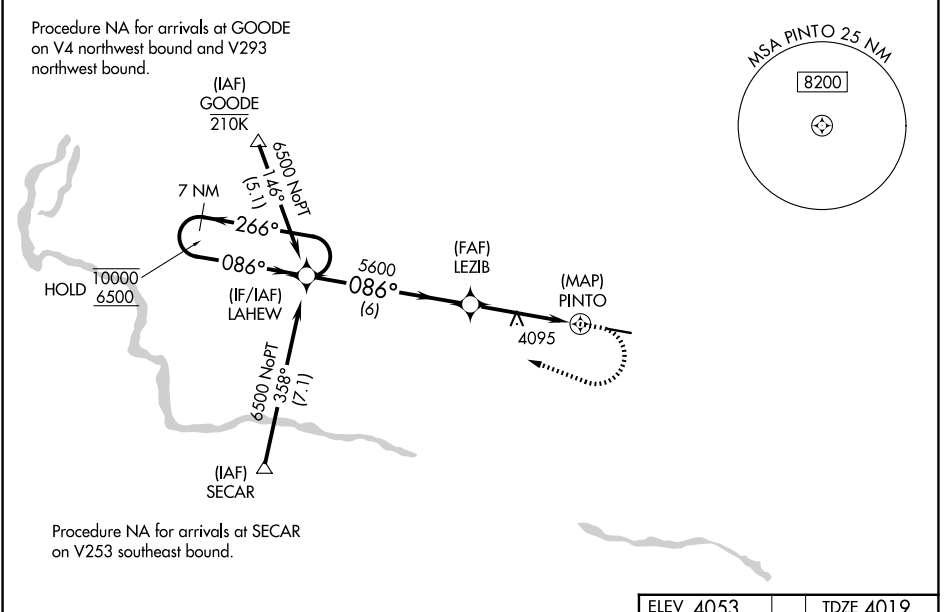 Procedure NA for arrivals at GOODE
on V4 northwest bound and V293
northwest bound.
MSA PINTO 25 NM
8200
(IAF)
GOODE
210K
6500 NoPT
146°
(5.1)
7 NM
266°
086°
HOLD
10000
6500
(IF/IAF)
LAHEW
5600
086°
(6)
(FAF)
LEZIB
(MAP)
PINTO
4095
6500 NoPT
358°
(7.1)
(IAF)
SECAR
Procedure NA for arrivals at SECAR
on V253 southeast bound.
ELEV 4053
TDZE 4019